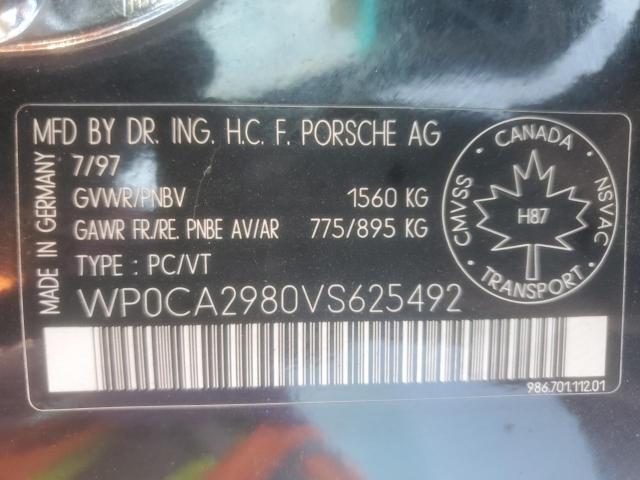 MFD BY DR. ING. H.C. F. PORSCHE AG
7/97
GVWR/PNBV 1560 KG
GAWR FR/RE. PNBE AV/AR 775/895 KG
TYPE : PC/VT
WP0CA2980VS625492
MADE IN GERMANY
CANADA
CMVSS
NSVAC
H87
TRANSPORT
986.701.112.01